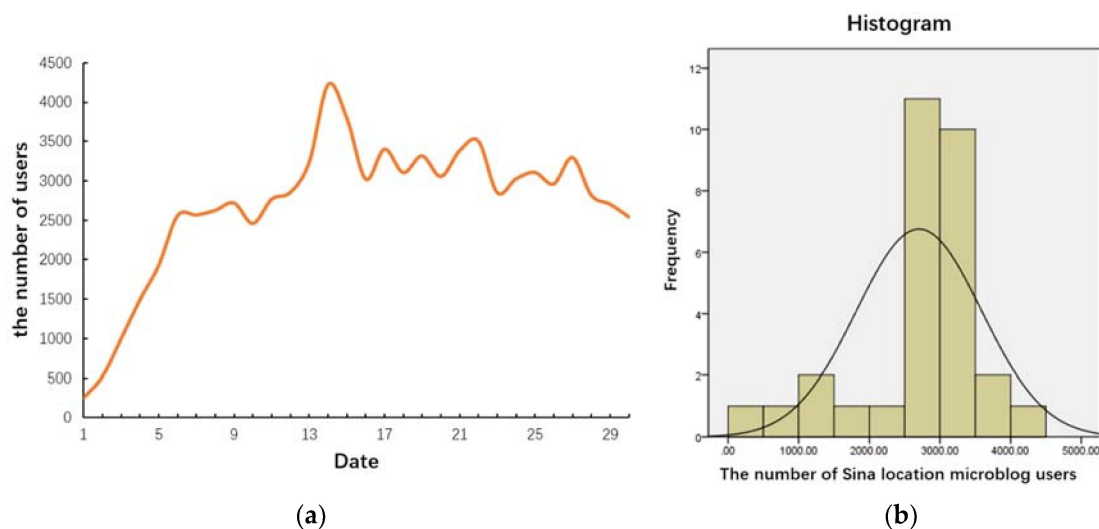 4500
4000
3500
3000
2500
2000
1500
1000
500
0
the number of users
1 5 9 13 17 21 25 29
Date
(a)
Histogram
12
10
8
6
4
2
0
Frequency
.00 1000.00 2000.00 3000.00 4000.00 5000.00
The number of Sina location microblog users
(b)